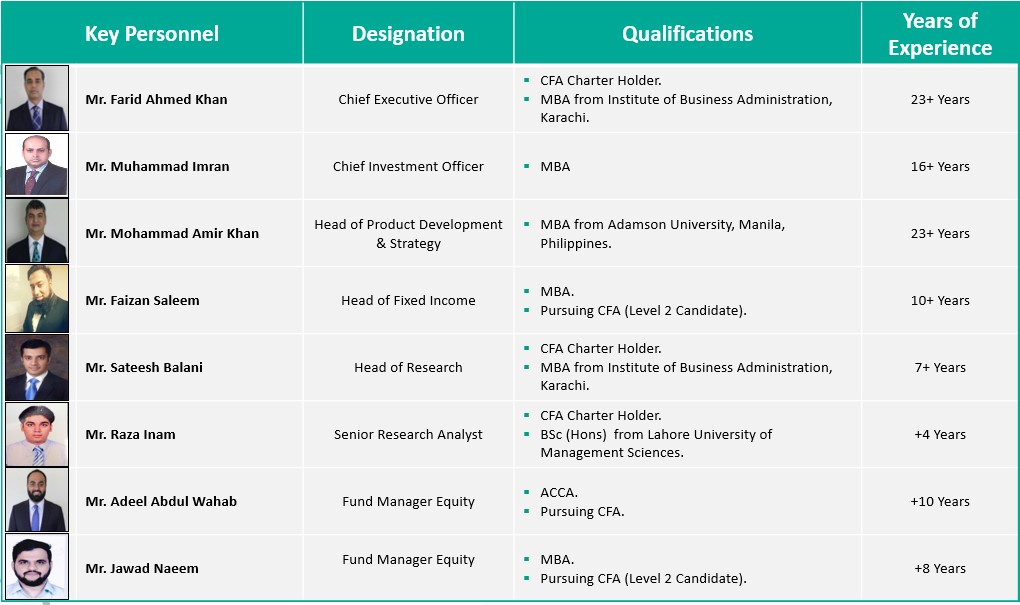 Key Personnel
Designation
Qualifications
Years of
Experience
Mr. Farid Ahmed Khan
Chief Executive Officer
CFA Charter Holder.
MBA from Institute of Business Administration,
Karachi.
23+ Years
Mr. Muhammad Imran
Chief Investment Officer
MBA
16+ Years
Mr. Mohammad Amir Khan
Head of Product Development
& Strategy
MBA from Adamson University, Manila,
Philippines.
23+ Years
Mr. Faizan Saleem
Head of Fixed Income
MBA.
Pursuing CFA (Level 2 Candidate).
10+ Years
Mr. Sateesh Balani
Head of Research
CFA Charter Holder.
MBA from Institute of Business Administration,
Karachi.
7+ Years
Mr. Raza Inam
Senior Research Analyst
CFA Charter Holder.
BSc (Hons)  from Lahore University of
Management Sciences.
+4 Years
Mr. Adeel Abdul Wahab
Fund Manager Equity
ACCA.
Pursuing CFA.
+10 Years
Mr. Jawad Naeem
Fund Manager Equity
MBA.
Pursuing CFA (Level 2 Candidate).
+8 Years